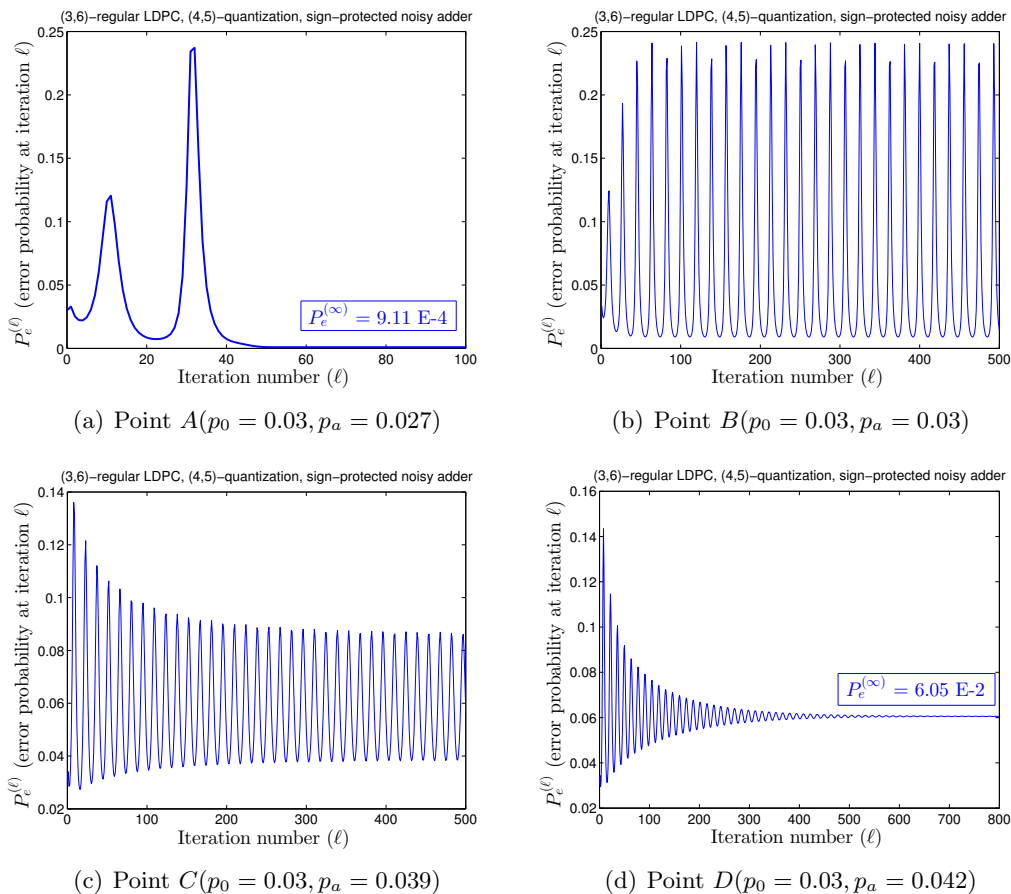 (3,6)−regular LDPC, (4,5)−quantization, sign−protected noisy adder
0.25
0.2
0.15
0.1
0.05
0
P_e^{(ℓ)} (error probability at iteration ℓ)
P_e^{(∞)} = 9.11 E-4
0 20 40 60 80 100
Iteration number (ℓ)
(a) Point A(p_0 = 0.03, p_a = 0.027)
(3,6)−regular LDPC, (4,5)−quantization, sign−protected noisy adder
0.25
0.2
0.15
0.1
0.05
0
P_e^{(ℓ)} (error probability at iteration ℓ)
0 100 200 300 400 500
Iteration number (ℓ)
(b) Point B(p_0 = 0.03, p_a = 0.03)
(3,6)−regular LDPC, (4,5)−quantization, sign−protected noisy adder
0.14
0.12
0.1
0.08
0.06
0.04
0.02
P_e^{(ℓ)} (error probability at iteration ℓ)
0 100 200 300 400 500
Iteration number (ℓ)
(c) Point C(p_0 = 0.03, p_a = 0.039)
(3,6)−regular LDPC, (4,5)−quantization, sign−protected noisy adder
0.16
0.14
0.12
0.1
0.08
0.06
0.04
0.02
P_e^{(ℓ)} (error probability at iteration ℓ)
P_e^{(∞)} = 6.05 E-2
0 100 200 300 400 500 600 700 800
Iteration number (ℓ)
(d) Point D(p_0 = 0.03, p_a = 0.042)